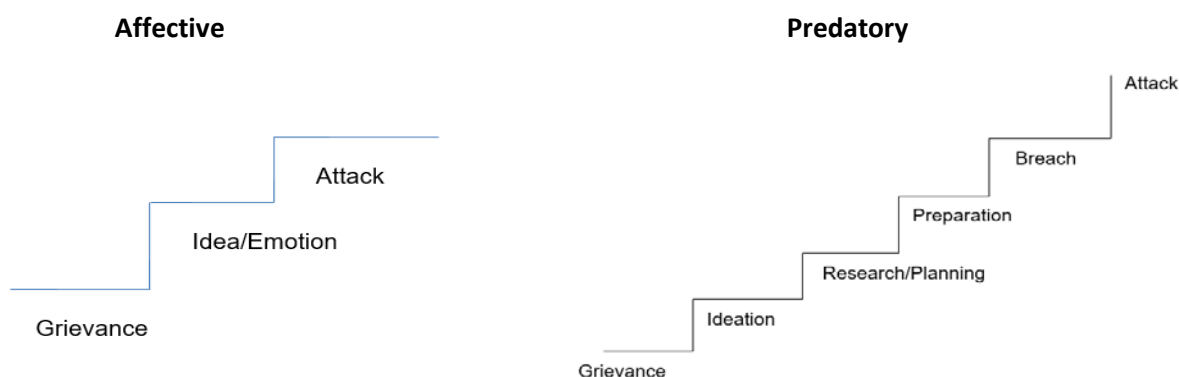 Affective
Attack
Idea/Emotion
Grievance
Predatory
Attack
Breach
Preparation
Research/Planning
Ideation
Grievance